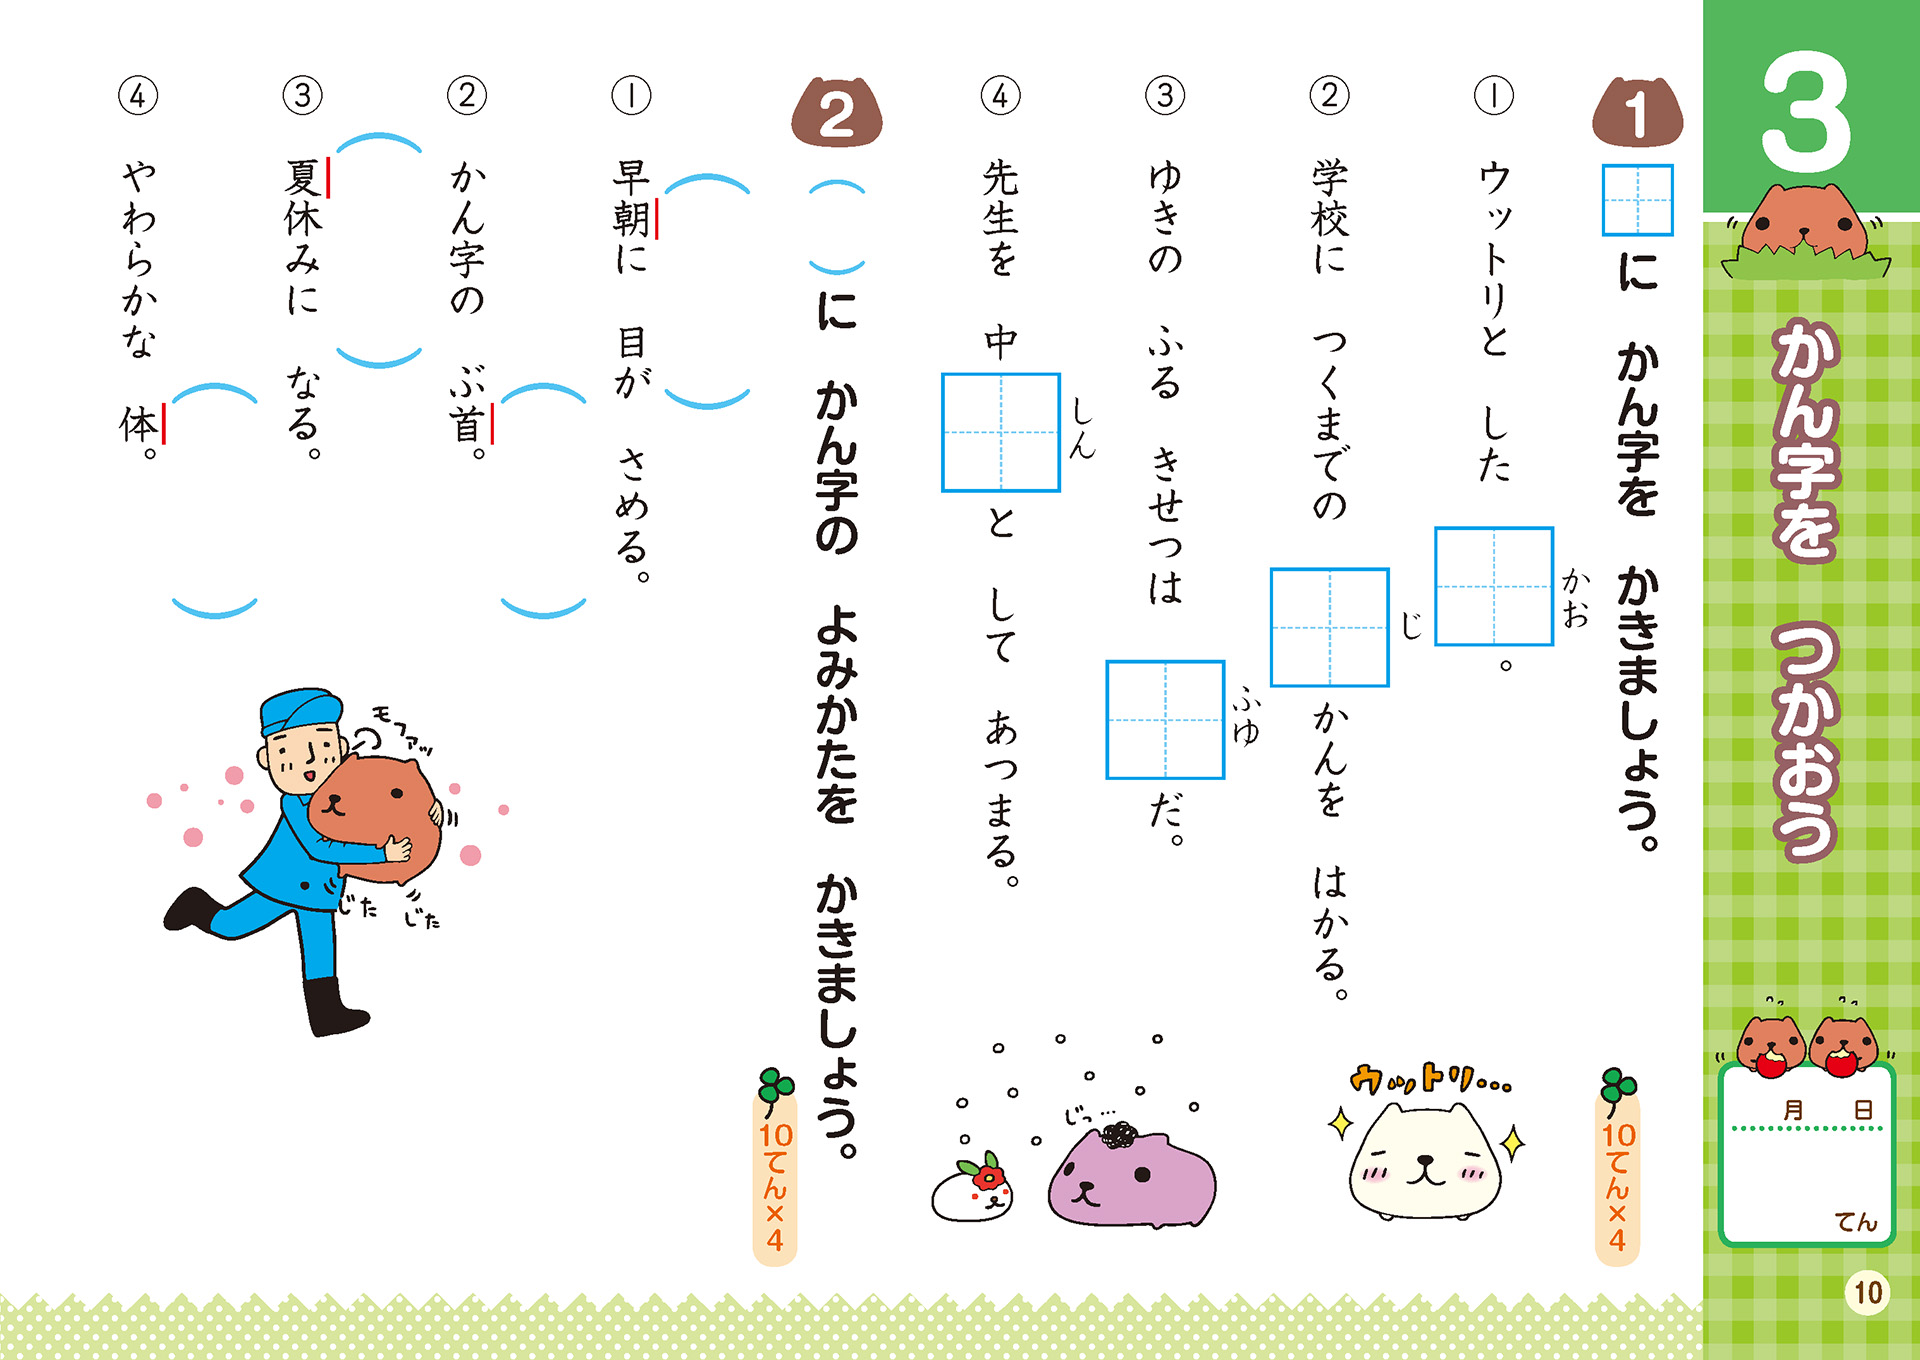 3
かん字を つかおう
月 日
てん
10
1
に かん字を かきましょう。
10てん×4
① ウットリと した かお。
② 学校に つくまでの じ かんを はかる。
③ ゆきの ふる きせつは ふゆ だ。
④ 先生を 中 しん と して あつまる。
ウットリ…
じっ…
2
( )に かん字の よみかたを かきましょう。
10てん×4
① 早朝に 目が さめる。
② かん字の ぶ首。
③ 夏休みに なる。
④ やわらかな 体。
モファッ
じた
じた